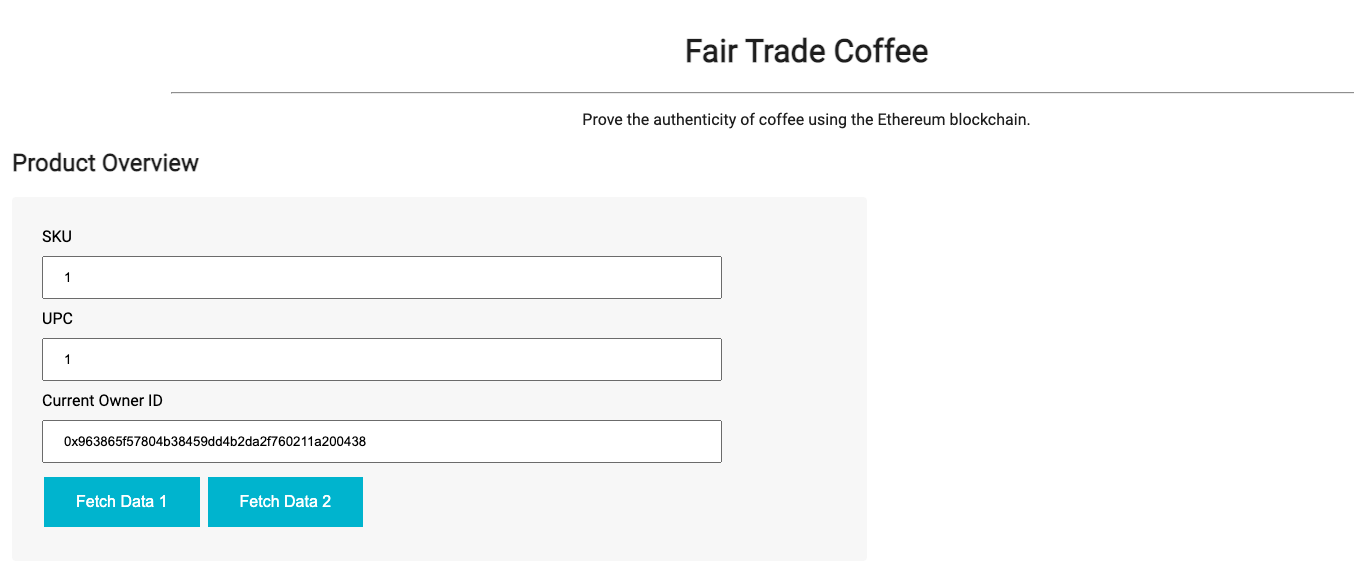 Fair Trade Coffee
Prove the authenticity of coffee using the Ethereum blockchain.
Product Overview
SKU
1
UPC
1
Current Owner ID
0x963865f57804b38459dd4b2da2f760211a200438
Fetch Data 1 Fetch Data 2